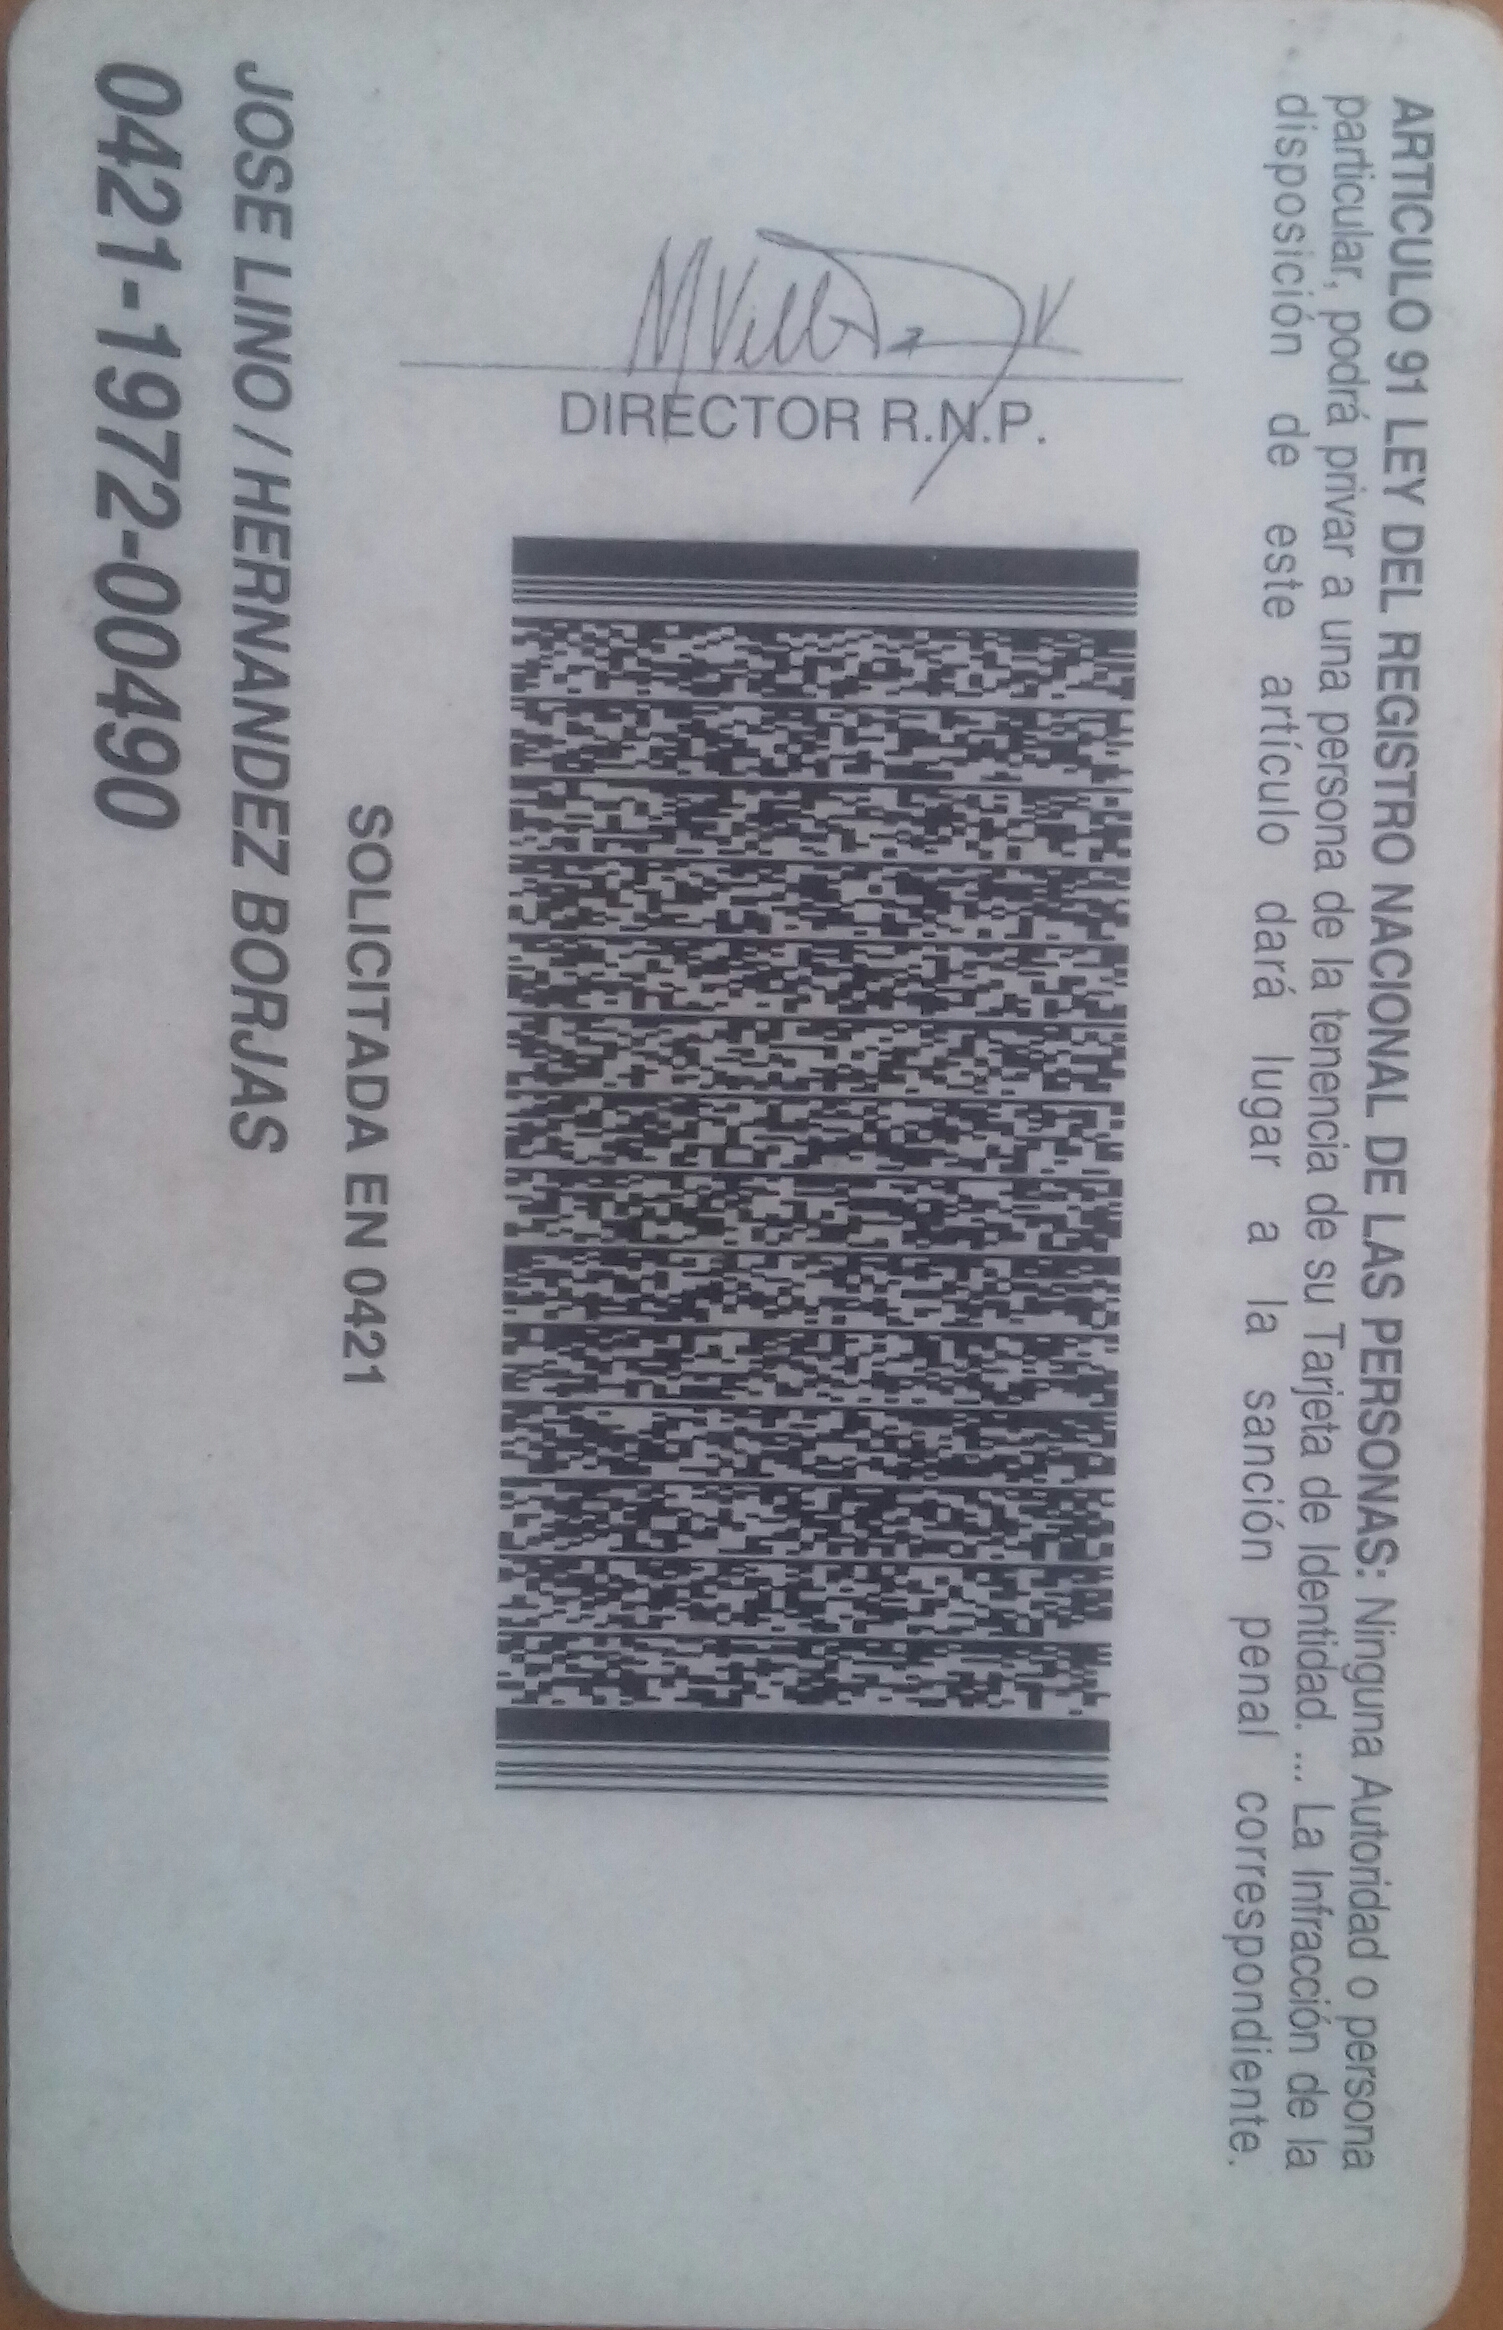 ARTICULO 91 LEY DEL REGISTRO NACIONAL DE LAS PERSONAS: Ninguna Autoridad o persona
particular, podrá privar a una persona de la tenencia de su Tarjeta de Identidad. ... La Infracción de la
disposición de este artículo dará lugar a la sanción penal correspondiente.
DIRECTOR R.N.P.
SOLICITADA EN 0421
JOSE LINO / HERNANDEZ BORJAS
0421-1972-00490